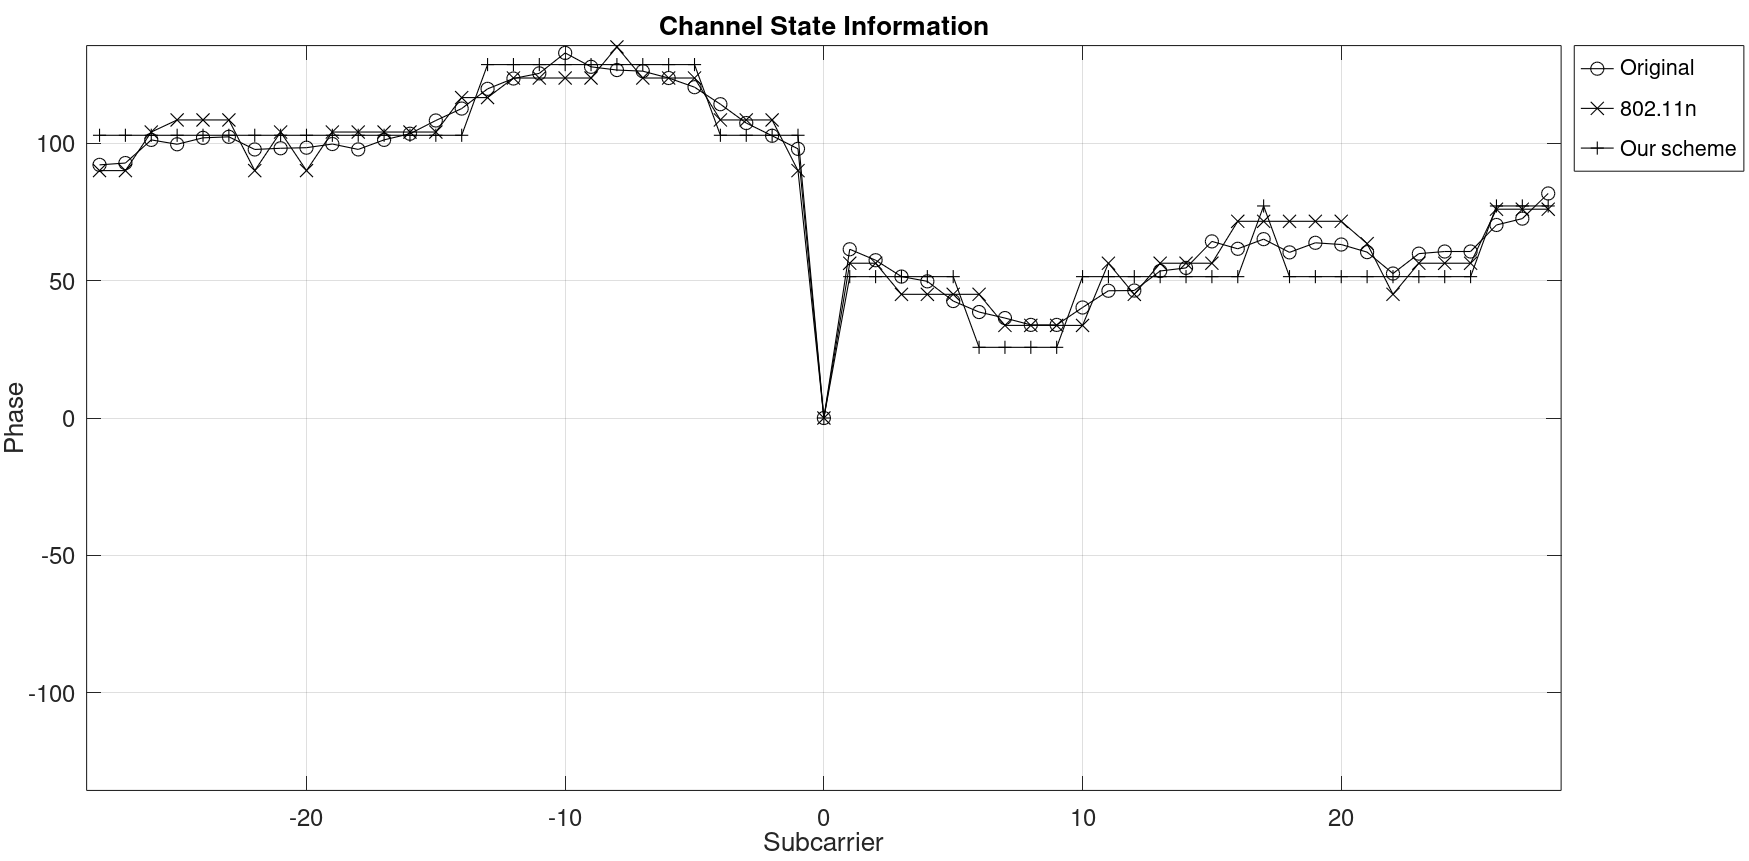 Channel State Information
Original
802.11n
Our scheme
100
50
0
-50
-100
Phase
-20
-10
0
10
20
Subcarrier